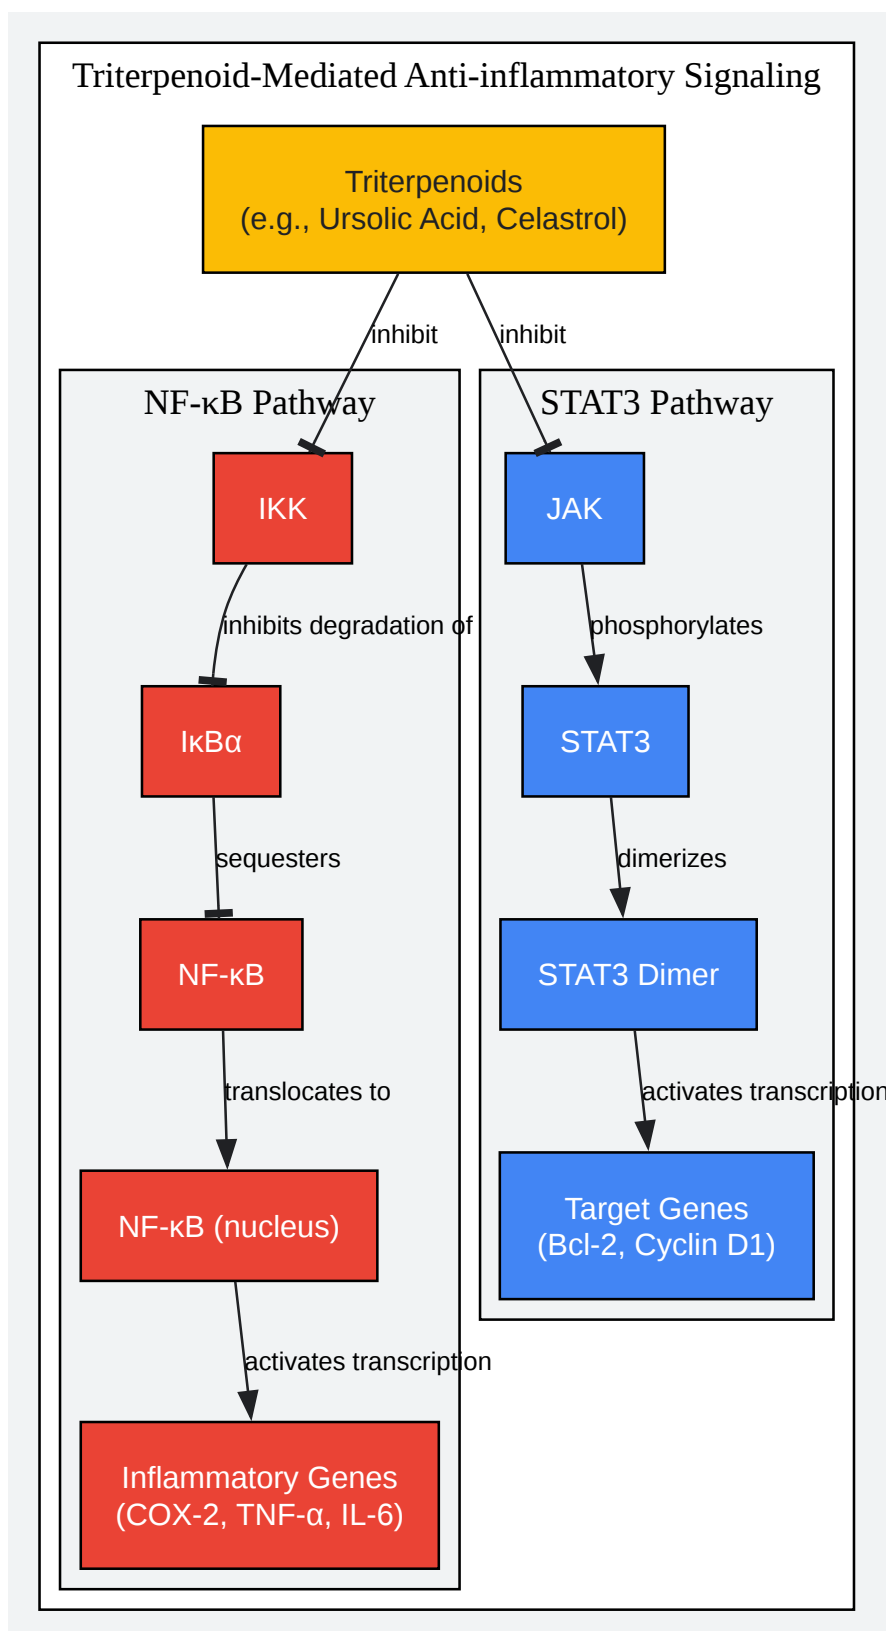 Triterpenoid-Mediated Anti-inflammatory Signaling
Triterpenoids
(e.g., Ursolic Acid, Celastrol)
inhibit
inhibit
NF-κB Pathway
IKK
inhibits degradation of
IκBα
sequesters
NF-κB
translocates to
NF-κB (nucleus)
activates transcription
Inflammatory Genes
(COX-2, TNF-α, IL-6)
STAT3 Pathway
JAK
phosphorylates
STAT3
dimerizes
STAT3 Dimer
activates transcription
Target Genes
(Bcl-2, Cyclin D1)